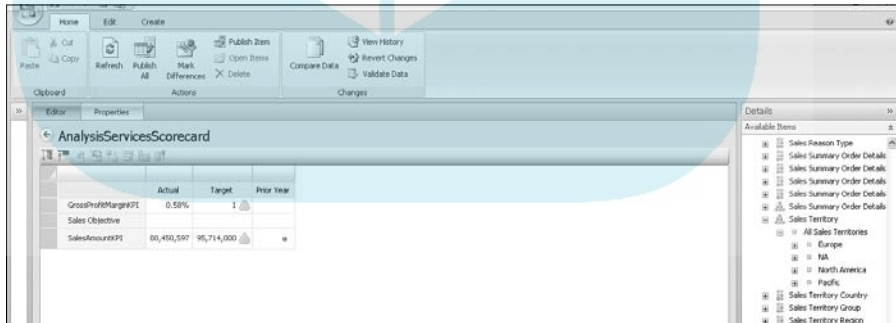 Home Edit Create
Cut
Copy
Paste
Refresh
Publish All
Mark Differences
Publish Item
Open Items
Delete
Compare Data
View History
Revert Changes
Validate Data
Clipboard Actions Changes
Editor Properties
AnalysisServicesScorecard
Actual Target Prior Year
GrossProfitMarginKPI 0.58% 1
Sales Objective
SalesAmountKPI 80,450,597 95,714,000
Details
Available Items
Sales Reason Type
Sales Summary Order Details
Sales Summary Order Details
Sales Summary Order Details
Sales Summary Order Details
Sales Summary Order Details
Sales Territory
All Sales Territories
Europe
NA
North America
Pacific
Sales Territory Country
Sales Territory Group
Sales Territory Region